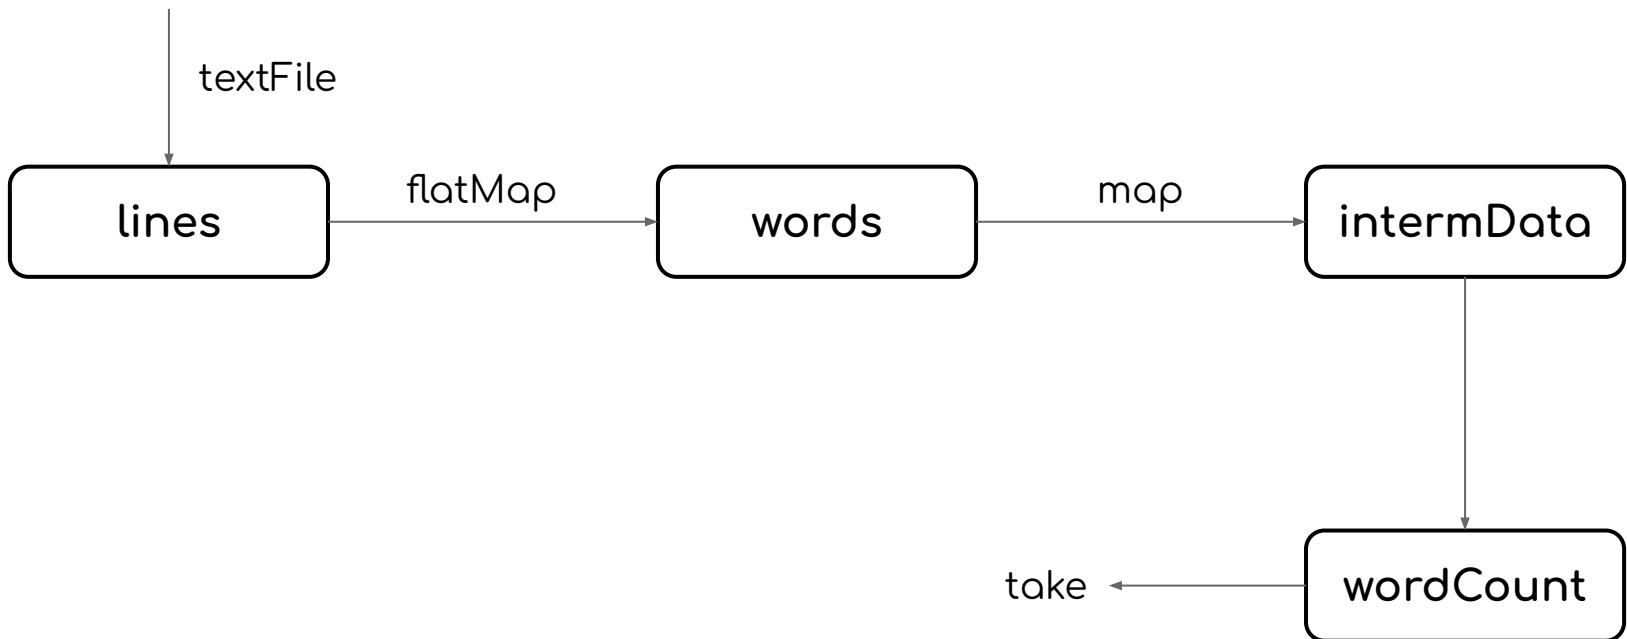 textFile
lines
flatMap
words
map
intermData
wordCount
take